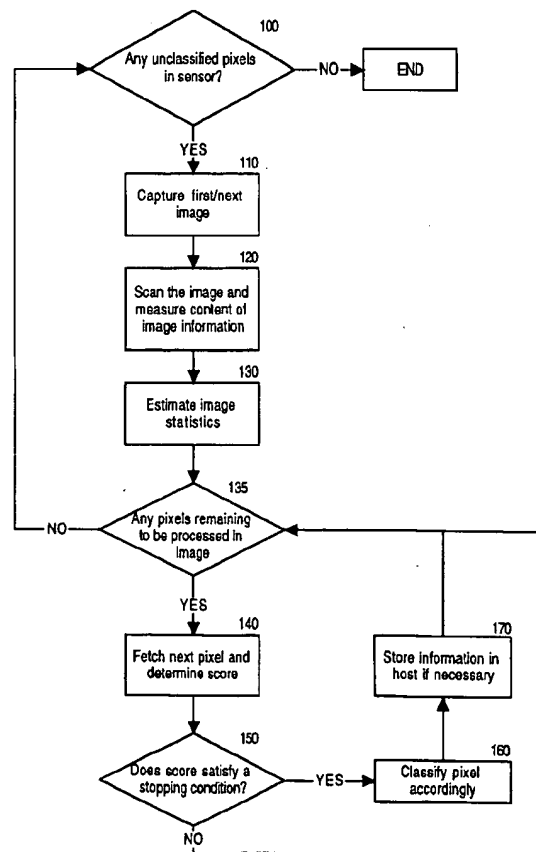 100
Any unclassified pixels
in sensor?
NO
END
YES
110
Capture first/next
image
120
Scan the image and
measure content of
image information
130
Estimate image
statistics
135
Any pixels remaining
to be processed in
Image
NO
YES
140
Fetch next pixel and
determine score
170
Store information in
host if necessary
150
Does score satisfy a
stopping condition?
YES
160
Classify pixel
accordingly
NO